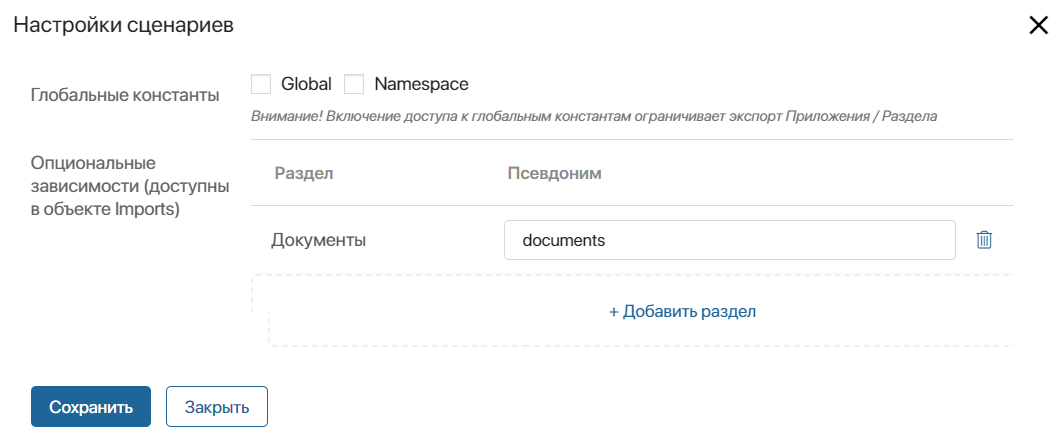 Настройки сценариев
Глобальные константы
Global Namespace
Внимание! Включение доступа к глобальным константам ограничивает экспорт Приложения / Раздела
Опциональные
зависимости (доступны
в объекте Imports)
Раздел Псевдоним
Документы documents
+ Добавить раздел
Сохранить Закрыть